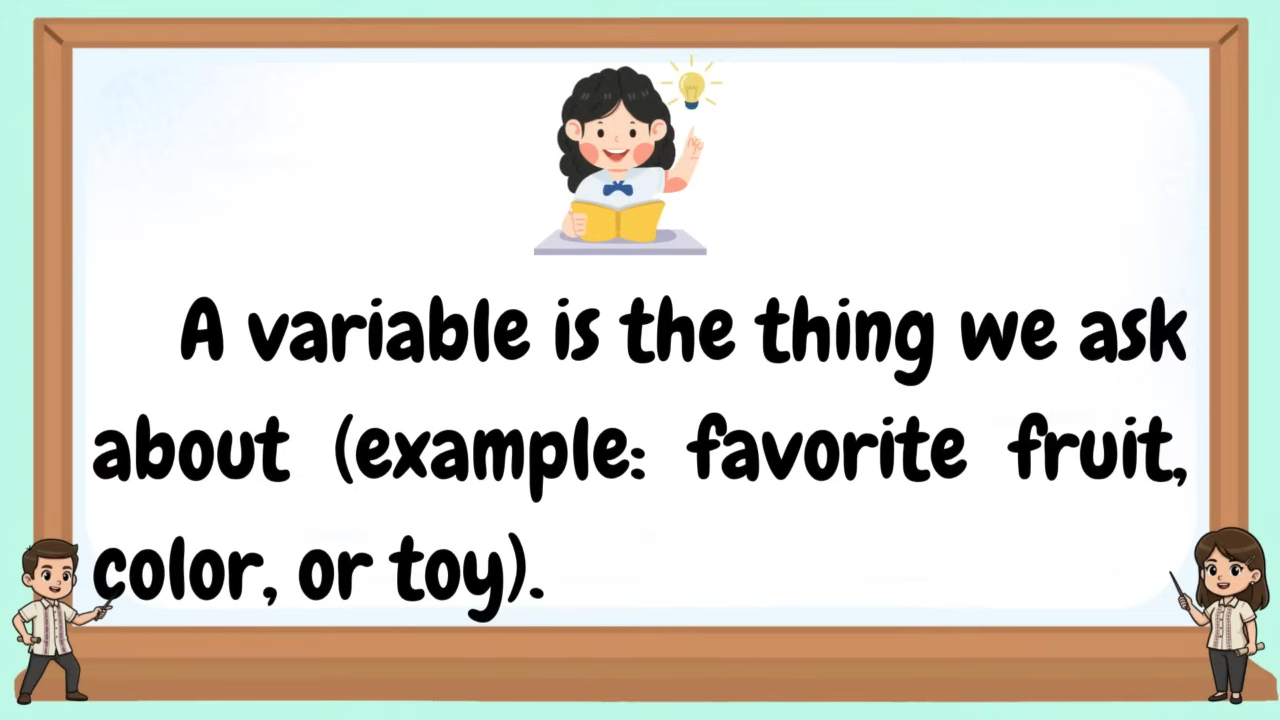 A variable is the thing we ask
about (example: favorite fruit,
color, or toy).